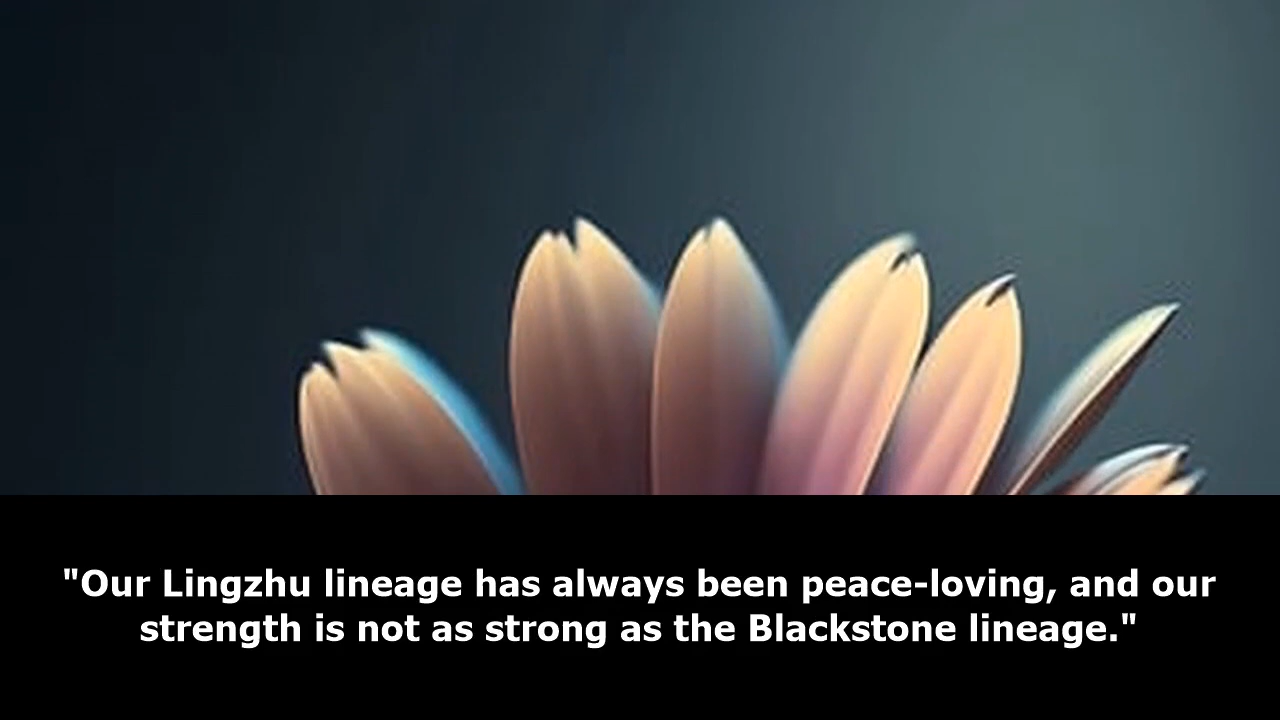 "Our Lingzhu lineage has always been peace-loving, and our
strength is not as strong as the Blackstone lineage."